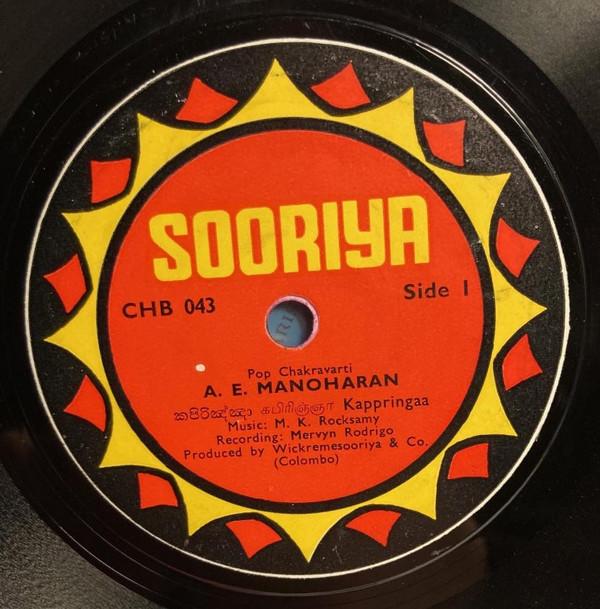 SOORIYA
CHB 043
Side 1
Pop Chakravarti
A. E. MANOHARAN
කපිරිඤ්ඤා கபிரிஞ்ஞா Kappringaa
Music: M. K. Rocksamy
Recording: Mervyn Rodrigo
Produced by Wickremesooriya & Co.
(Colombo)